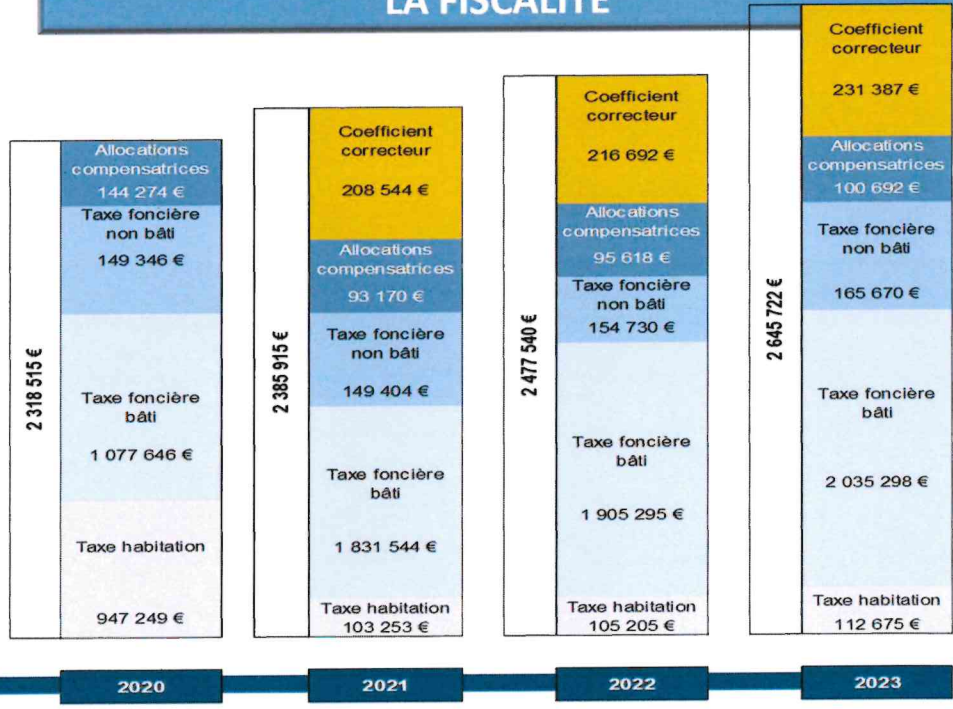 LA FISCALITE
2 318 515 €
Allocations
compensatrices
144 274 €
Taxe foncière
non bâti
149 346 €
Taxe foncière
bâti
1 077 646 €
Taxe habitation
947 249 €
2020
2 385 915 €
Coefficient
correcteur
208 544 €
Allocations
compensatrices
93 170 €
Taxe foncière
non bâti
149 404 €
Taxe foncière
bâti
1 831 544 €
Taxe habitation
103 253 €
2021
2 477 540 €
Coefficient
correcteur
216 692 €
Allocations
compensatrices
95 618 €
Taxe foncière
non bâti
154 730 €
Taxe foncière
bâti
1 905 295 €
Taxe habitation
105 205 €
2022
2 645 722 €
Coefficient
correcteur
231 387 €
Allocations
compensatrices
100 692 €
Taxe foncière
non bâti
165 670 €
Taxe foncière
bâti
2 035 298 €
Taxe habitation
112 675 €
2023